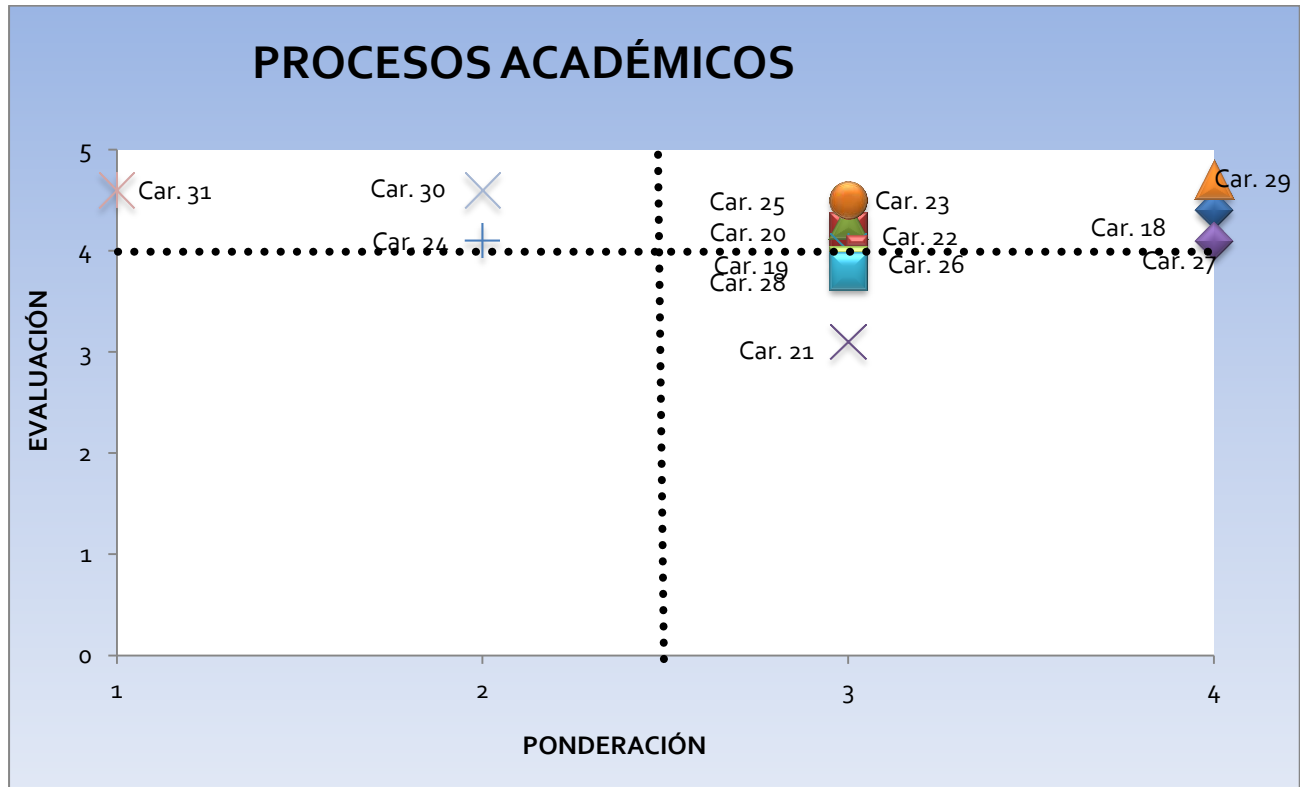 PROCESOS ACADÉMICOS
5
Car. 31
Car. 30
Car. 25
Car. 23
Car. 29
Car. 24
Car. 20
Car. 22
Car. 18
4
Car. 19
Car. 26
Car. 27
Car. 28
Car. 21
3
2
1
0
EVALUACIÓN
1
2
3
4
PONDERACIÓN